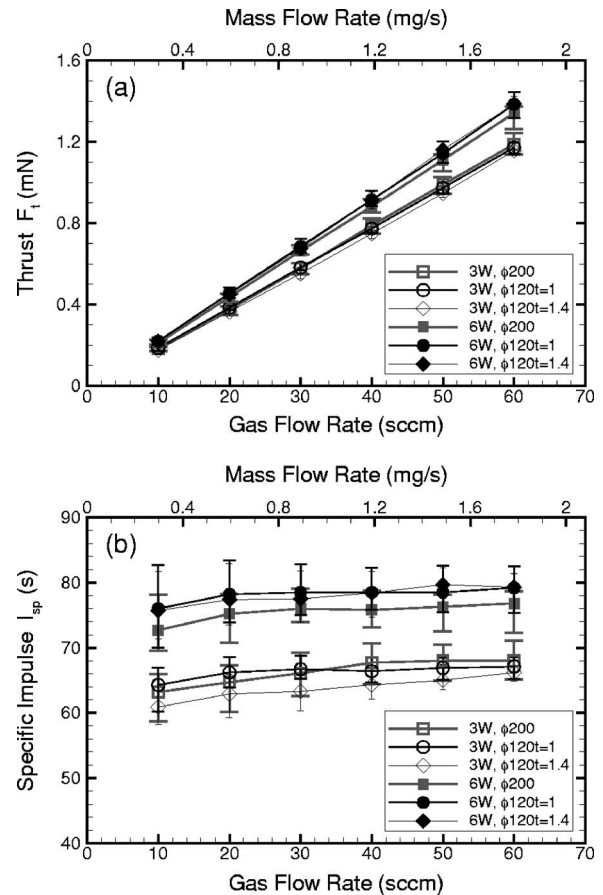 Mass Flow Rate (mg/s)
0 0.4 0.8 1.2 1.6 2
(a)
1.6
1.2
0.8
0.4
0
Thrust Fₜ (mN)
3W, ϕ200
3W, ϕ120t=1
3W, ϕ120t=1.4
6W, ϕ200
6W, ϕ120t=1
6W, ϕ120t=1.4
0 10 20 30 40 50 60 70
Gas Flow Rate (sccm)
Mass Flow Rate (mg/s)
0 0.4 0.8 1.2 1.6 2
(b)
90
80
70
60
50
40
Specific Impulse Iₛₚ (s)
3W, ϕ200
3W, ϕ120t=1
3W, ϕ120t=1.4
6W, ϕ200
6W, ϕ120t=1
6W, ϕ120t=1.4
0 10 20 30 40 50 60 70
Gas Flow Rate (sccm)